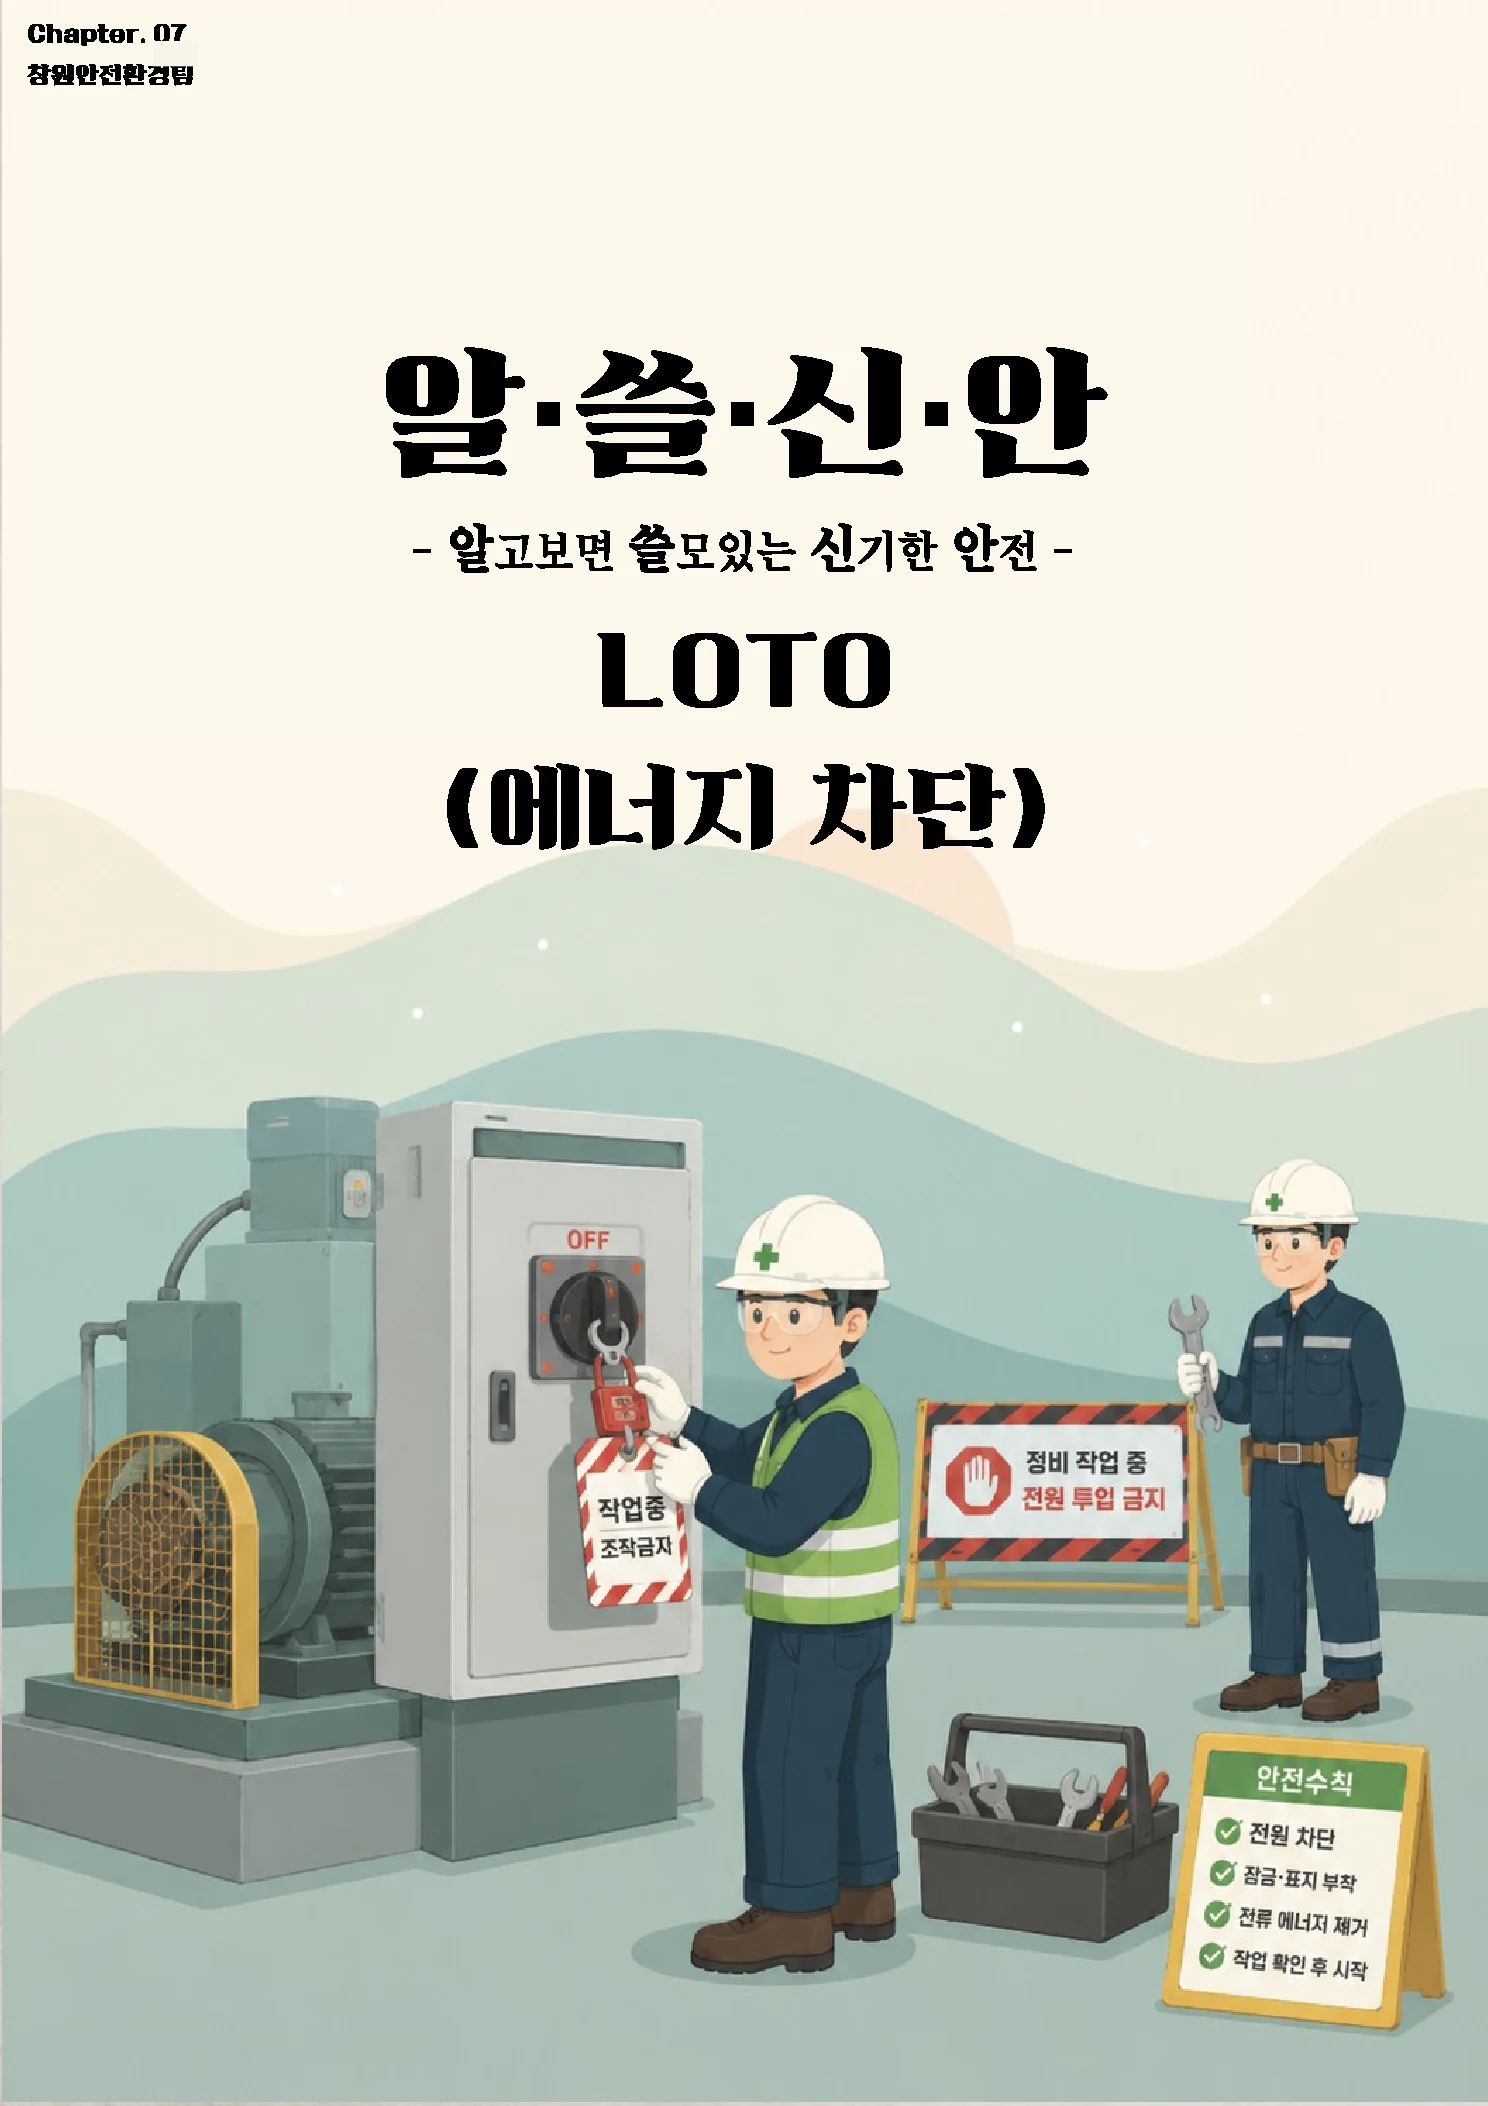 Chapter. 07
창원안전환경팀
알·쓸·신·안
- 알고보면 쓸모있는 신기한 안전 -
LOTO
(에너지 차단)
OFF
작업중
조작금자
정비 작업 중
전원 투입 금지
안전수칙
전원 차단
잠금·표지 부착
전류 에너지 제거
작업 확인 후 시작